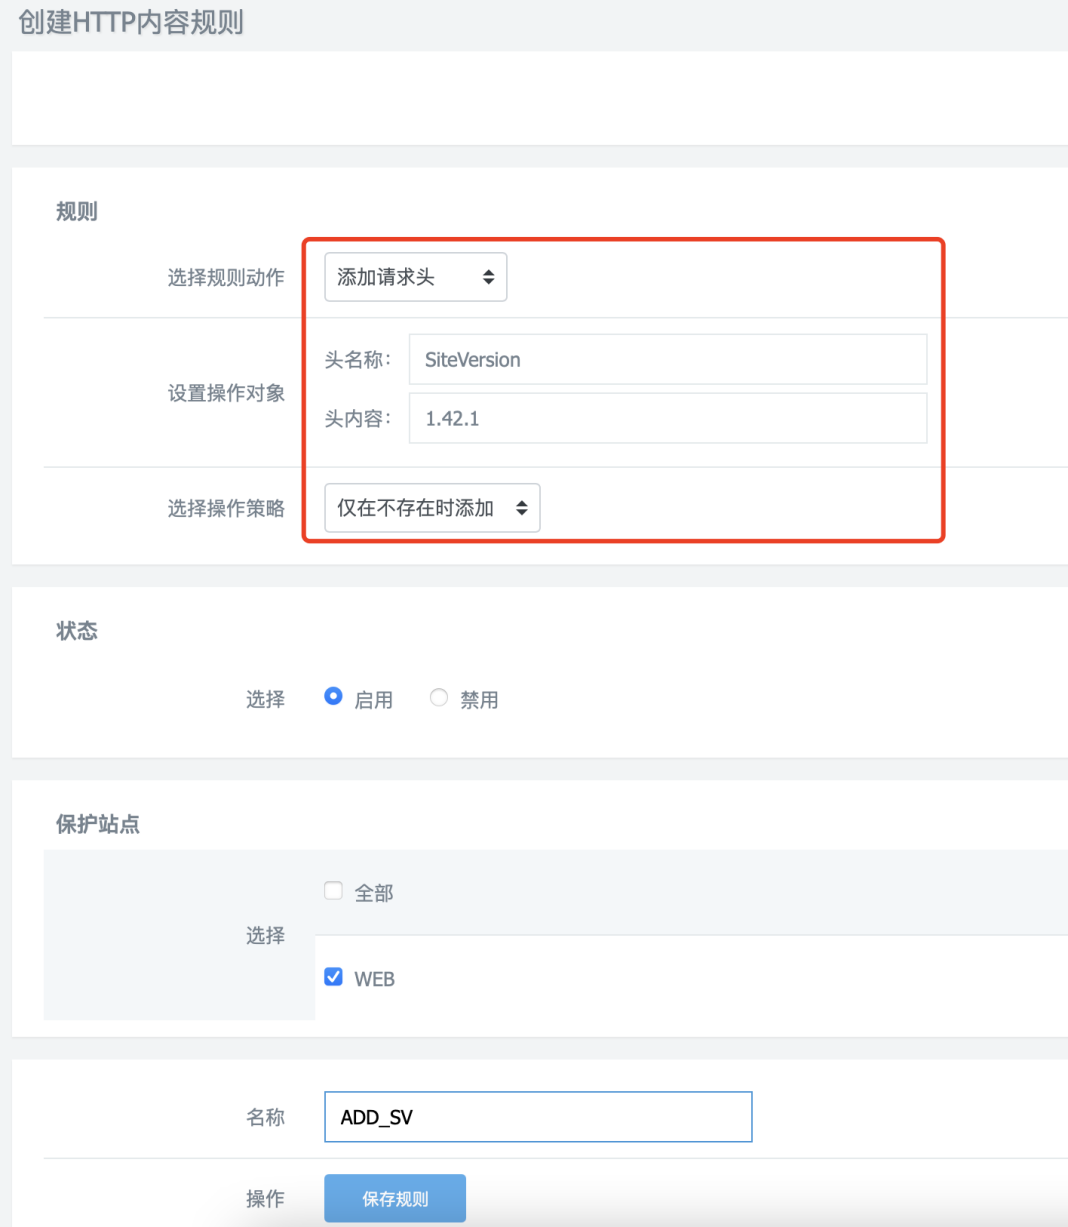 创建HTTP内容规则
规则
选择规则动作 添加请求头
设置操作对象
头名称： SiteVersion
头内容： 1.42.1
选择操作策略 仅在不存在时添加
状态
选择 启用 禁用
保护站点
全部
选择
WEB
名称 ADD_SV
操作 保存规则